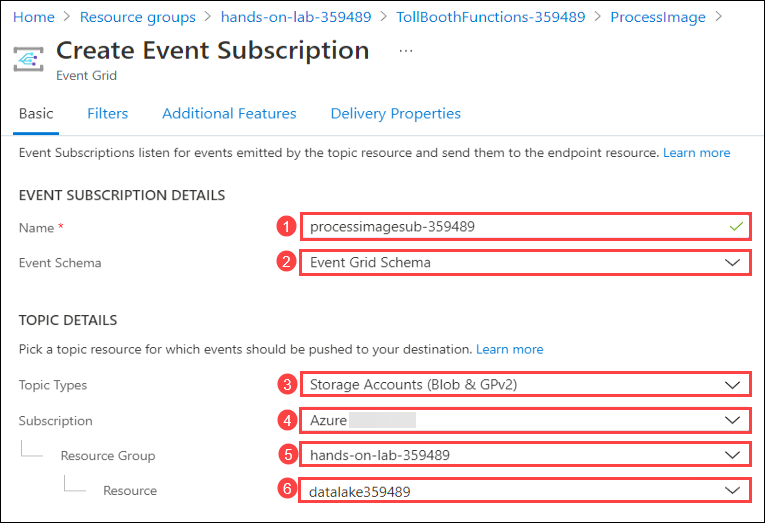 Home > Resource groups > hands-on-lab-359489 > TollBoothFunctions-359489 > ProcessImage >
Create Event Subscription ...
Event Grid
Basic Filters Additional Features Delivery Properties
Event Subscriptions listen for events emitted by the topic resource and send them to the endpoint resource. Learn more
EVENT SUBSCRIPTION DETAILS
Name * 1 processimagesub-359489
Event Schema 2 Event Grid Schema
TOPIC DETAILS
Pick a topic resource for which events should be pushed to your destination. Learn more
Topic Types 3 Storage Accounts (Blob & GPv2)
Subscription 4 Azure
Resource Group 5 hands-on-lab-359489
Resource 6 datalake359489